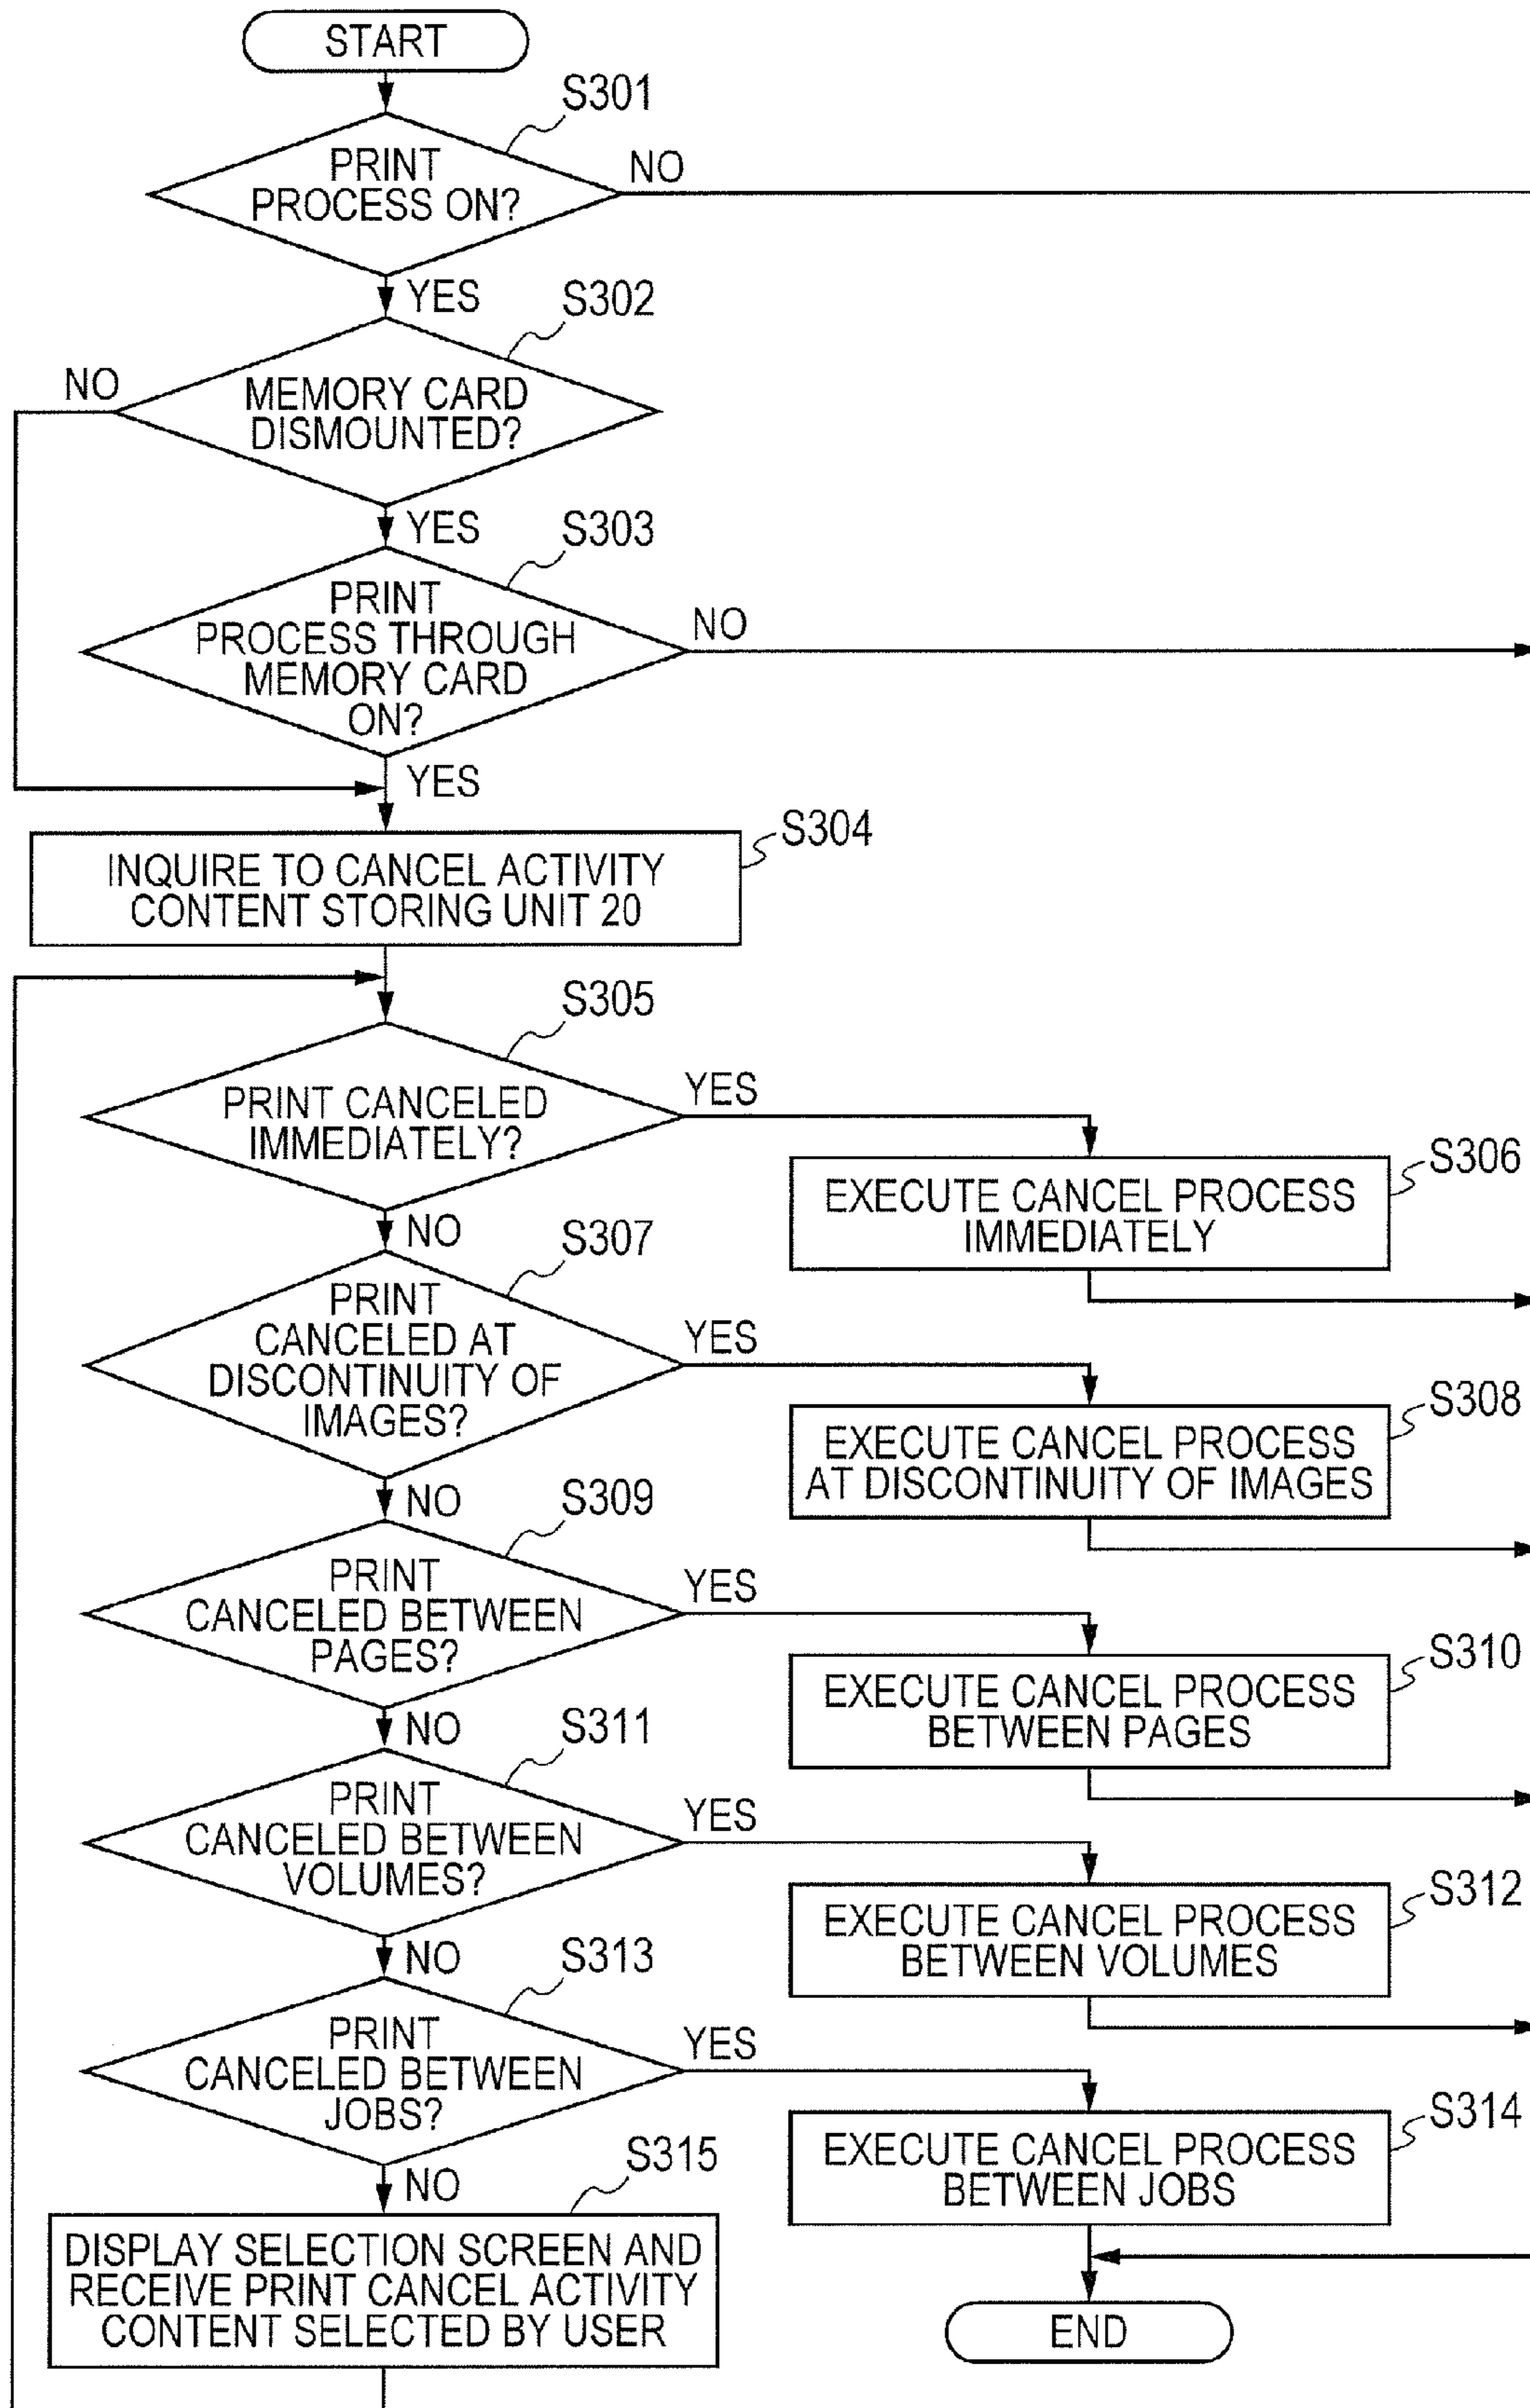 START
S301
PRINT
PROCESS ON?
NO
YES
S302
NO
MEMORY CARD
DISMOUNTED?
YES
S303
PRINT
PROCESS THROUGH
MEMORY CARD
ON?
NO
YES
S304
INQUIRE TO CANCEL ACTIVITY
CONTENT STORING UNIT 20
S305
PRINT CANCELED
IMMEDIATELY?
YES
S306
EXECUTE CANCEL PROCESS
IMMEDIATELY
NO
S307
PRINT
CANCELED AT
DISCONTINUITY OF
IMAGES?
YES
S308
EXECUTE CANCEL PROCESS
AT DISCONTINUITY OF IMAGES
NO
S309
PRINT
CANCELED BETWEEN
PAGES?
YES
S310
EXECUTE CANCEL PROCESS
BETWEEN PAGES
NO
S311
PRINT
CANCELED BETWEEN
VOLUMES?
YES
S312
EXECUTE CANCEL PROCESS
BETWEEN VOLUMES
NO
S313
PRINT
CANCELED BETWEEN
JOBS?
YES
S314
EXECUTE CANCEL PROCESS
BETWEEN JOBS
NO
S315
DISPLAY SELECTION SCREEN AND
RECEIVE PRINT CANCEL ACTIVITY
CONTENT SELECTED BY USER
END